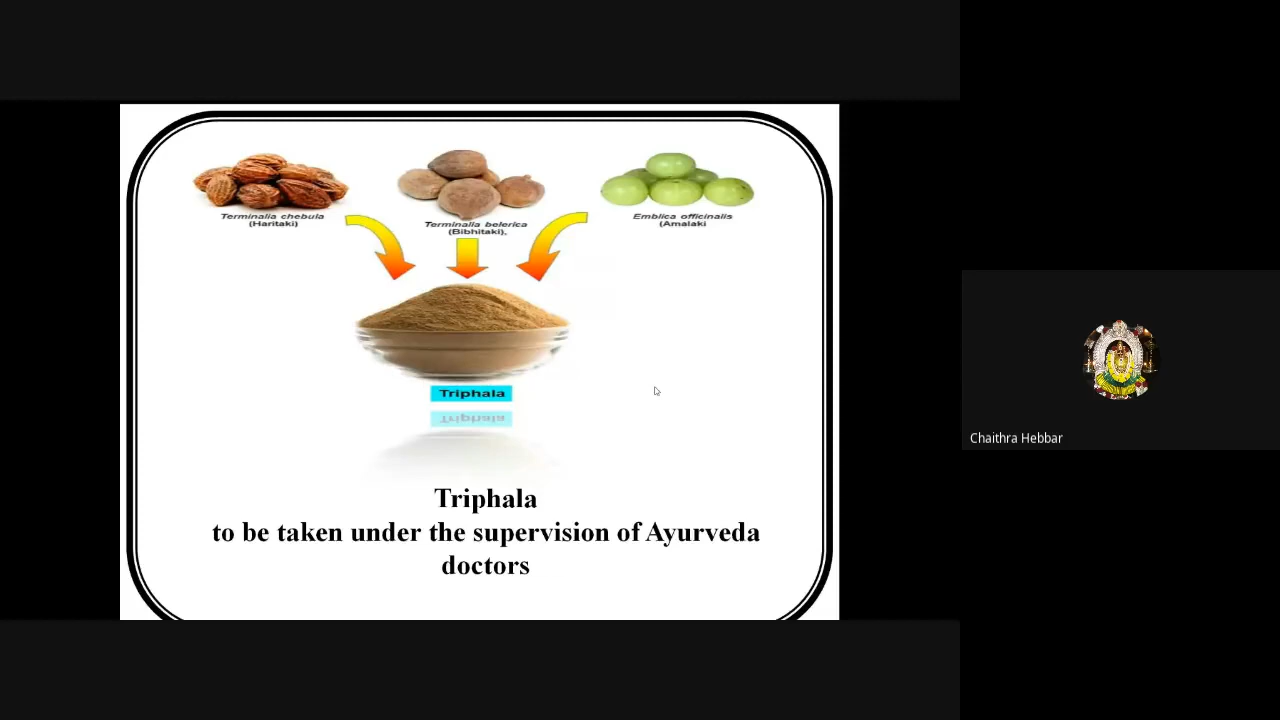 Terminalia chebula
(Haritaki)
Terminalia belerica
(Bibhitaki),
Emblica officinalis
(Amalaki
Triphala
Triphala
Triphala
to be taken under the supervision of Ayurveda
doctors
Chaithra Hebbar